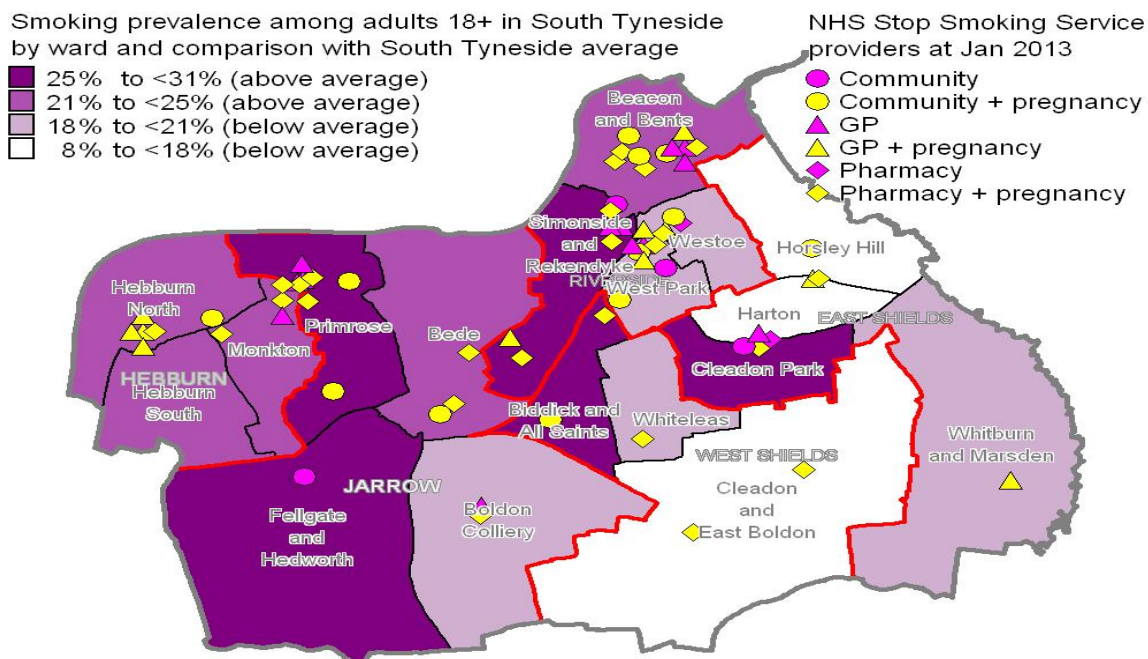 Smoking prevalence among adults 18+ in South Tyneside
by ward and comparison with South Tyneside average
25% to <31% (above average)
21% to <25% (above average)
18% to <21% (below average)
8% to <18% (below average)
NHS Stop Smoking Service
providers at Jan 2013
Community
Community + pregnancy
GP
GP + pregnancy
Pharmacy
Pharmacy + pregnancy
Beacon
and Bents
Simonside
and
Rekendyke
RIVERSIDE
Westoe
West Park
Horsley Hill
Harton
EAST SHIELDS
Cleadon Park
Hebburn
North
Monkton
HEBBURN
Hebburn
South
Primrose
Bede
Biddick and
All Saints
Whiteleas
WEST SHIELDS
Cleadon
and
East Boldon
Whitburn
and Marsden
JARROW
Fellgate
and
Hedworth
Boldon
Colliery